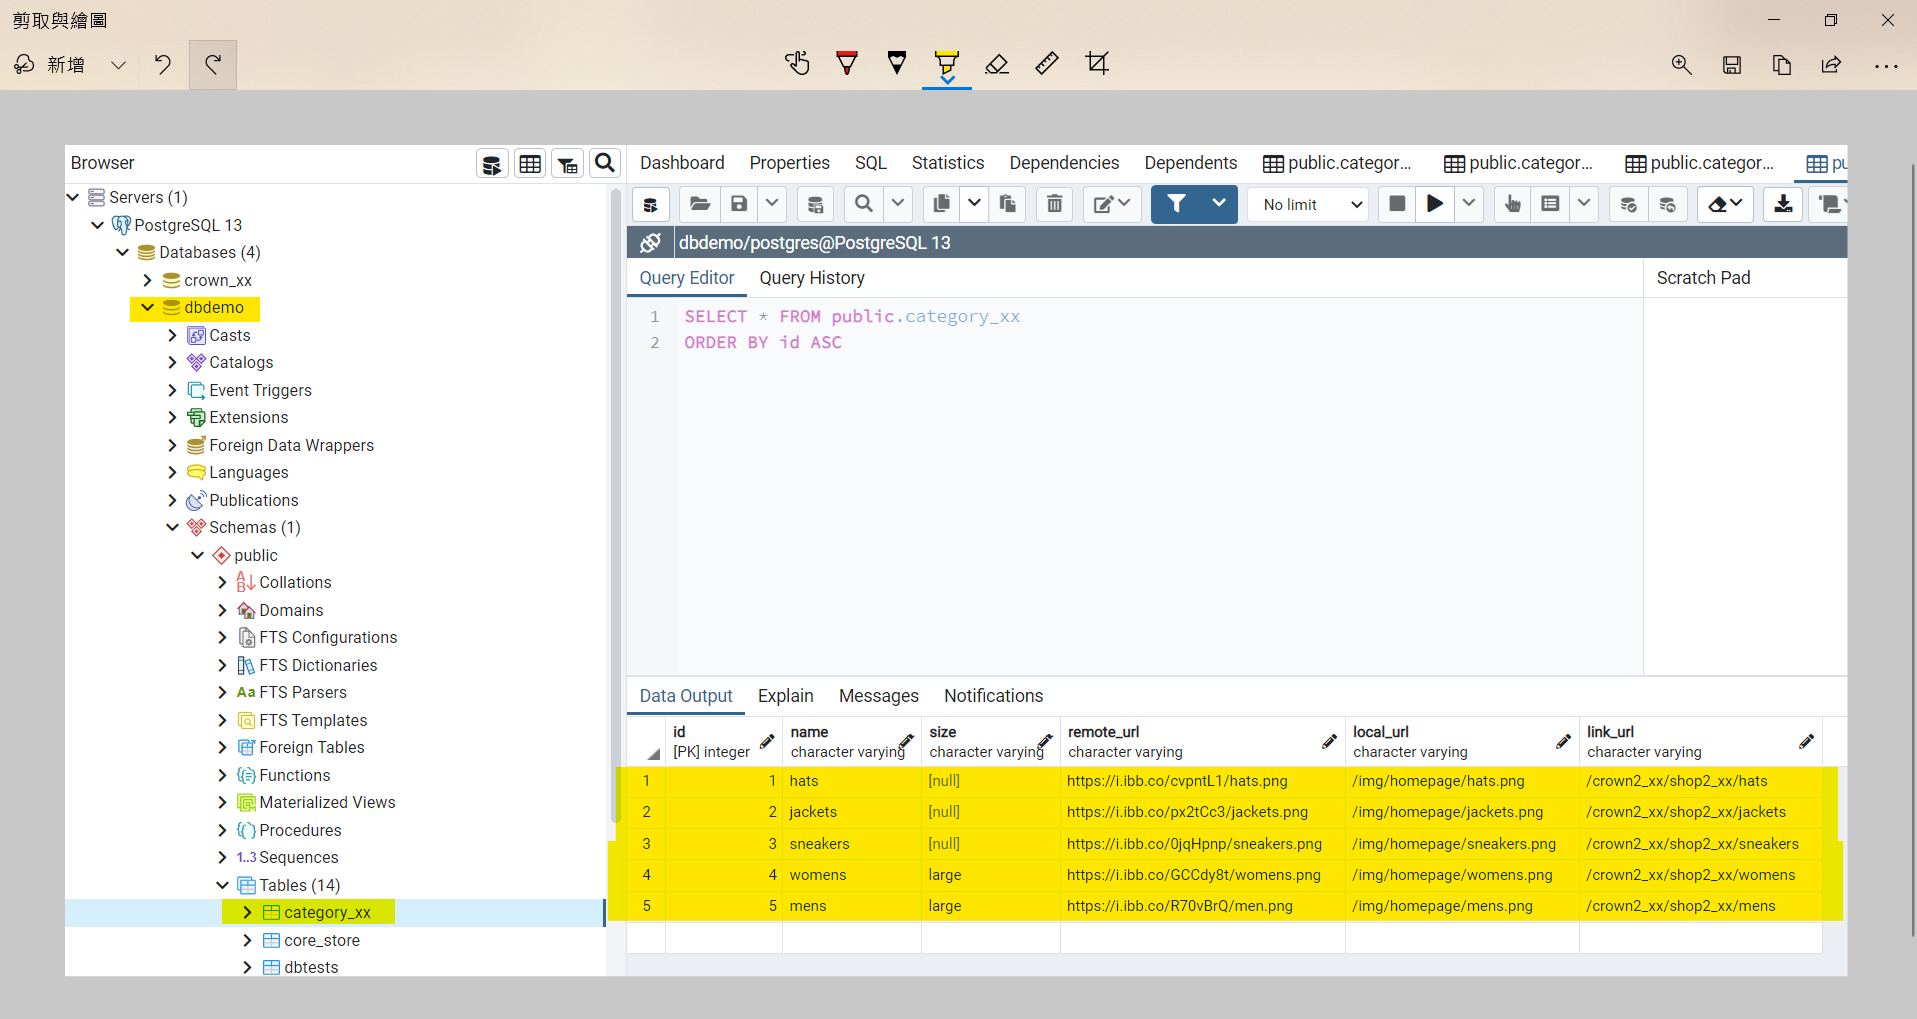 剪取與繪圖
新增
Browser
Servers (1)
PostgreSQL 13
Databases (4)
crown_xx
dbdemo
Casts
Catalogs
Event Triggers
Extensions
Foreign Data Wrappers
Languages
Publications
Schemas (1)
public
Collations
Domains
FTS Configurations
FTS Dictionaries
Aa FTS Parsers
FTS Templates
Foreign Tables
Functions
Materialized Views
Procedures
1..3 Sequences
Tables (14)
category_xx
core_store
dbtests
Dashboard Properties SQL Statistics Dependencies Dependents public.categor... public.categor... public.categor... pu
No limit
dbdemo/postgres@PostgreSQL 13
Query Editor Query History Scratch Pad
1 SELECT * FROM public.category_xx
2 ORDER BY id ASC
Data Output Explain Messages Notifications
id name size remote_url local_url link_url
[PK] integer character varying character varying character varying character varying character varying
1 1 hats [null] https://i.ibb.co/cvpntL1/hats.png /img/homepage/hats.png /crown2_xx/shop2_xx/hats
2 2 jackets [null] https://i.ibb.co/px2tCc3/jackets.png /img/homepage/jackets.png /crown2_xx/shop2_xx/jackets
3 3 sneakers [null] https://i.ibb.co/0jqHpnp/sneakers.png /img/homepage/sneakers.png /crown2_xx/shop2_xx/sneakers
4 4 womens large https://i.ibb.co/GCCdy8t/womens.png /img/homepage/womens.png /crown2_xx/shop2_xx/womens
5 5 mens large https://i.ibb.co/R70vBrQ/men.png /img/homepage/mens.png /crown2_xx/shop2_xx/mens